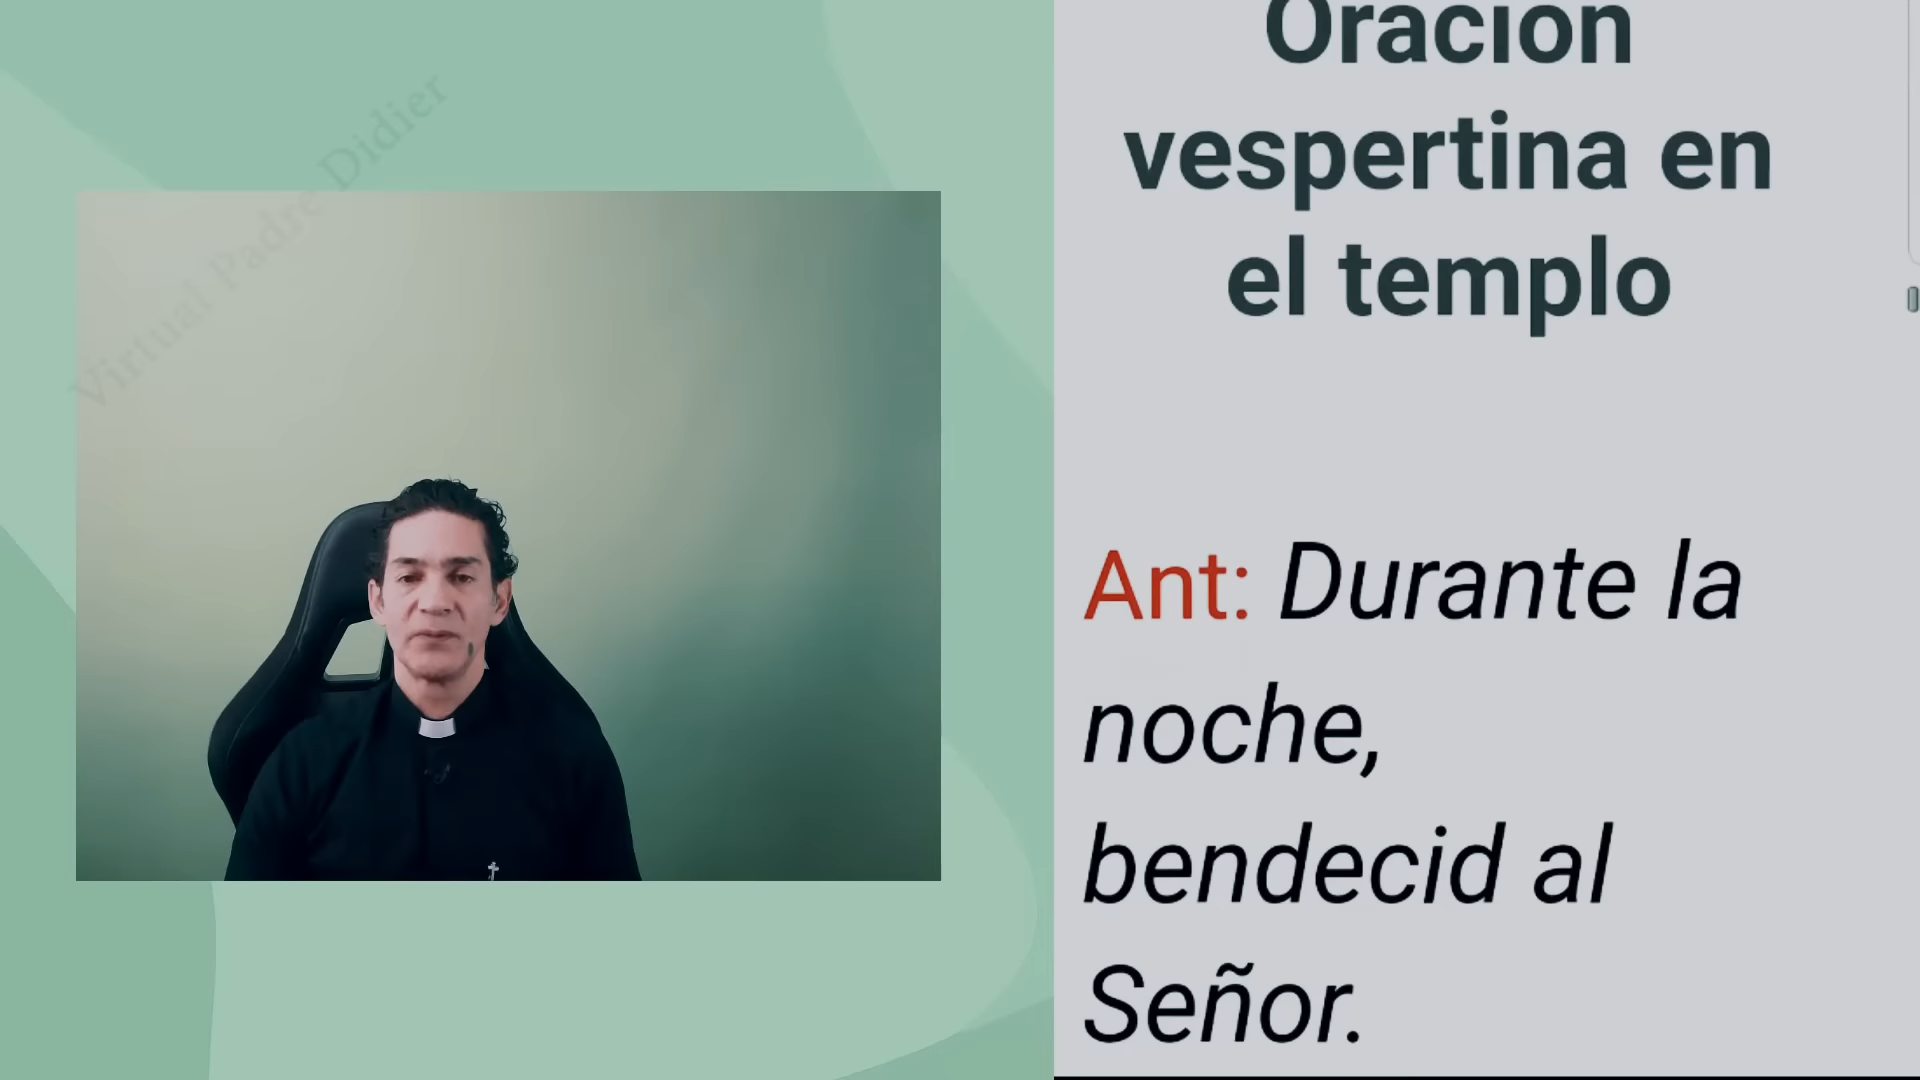 Virtual Padre Didier
Oración
vespertina en
el templo
Ant: Durante la
noche,
bendecid al
Señor.